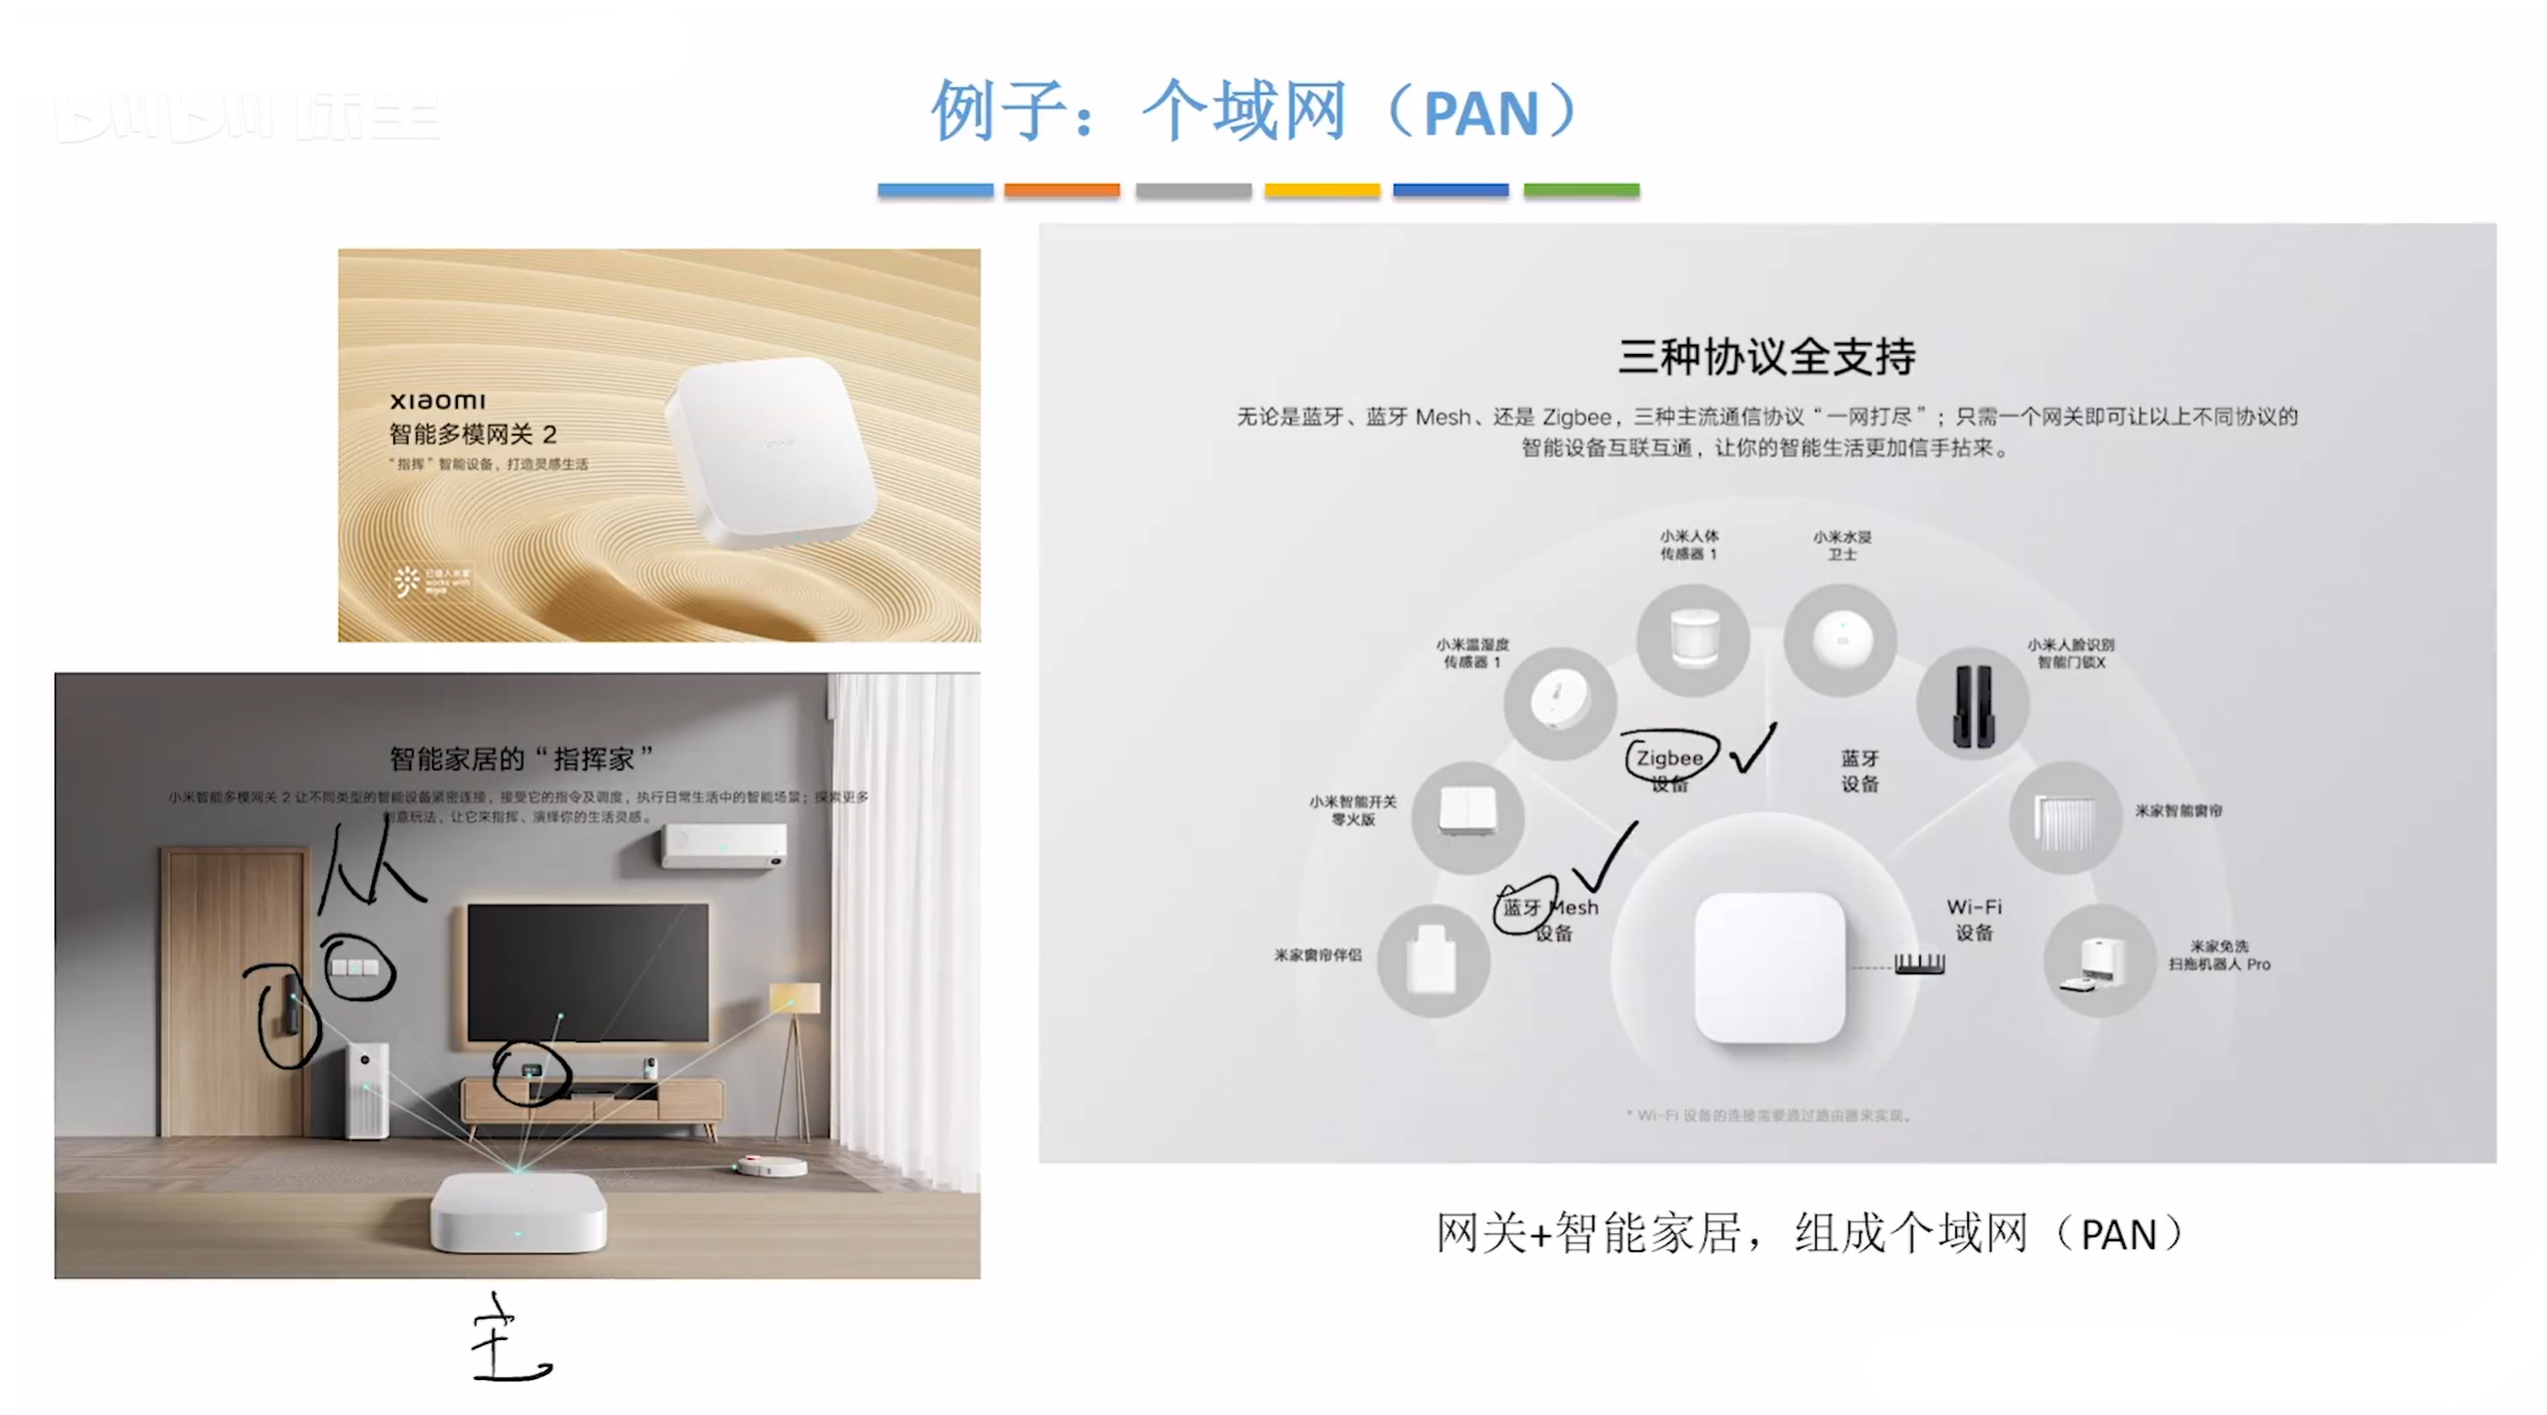 例子：个域网（PAN）
xiaomi
智能多模网关 2
“指挥”智能设备，打造灵感生活
已接入米家
works with
mijia
智能家居的“指挥家”
小米智能多模网关 2 让不同类型的智能设备紧密连接，接受它的指令及调度，执行日常生活中的智能场景；探索更多
创意玩法，让它来指挥、演绎你的生活灵感。
从
主
三种协议全支持
无论是蓝牙、蓝牙 Mesh、还是 Zigbee，三种主流通信协议“一网打尽”；只需一个网关即可让以上不同协议的
智能设备互联互通，让你的智能生活更加信手拈来。
小米人体
传感器 1
小米水浸
卫士
小米温湿度
传感器 1
小米人脸识别
智能门锁X
Zigbee
设备
蓝牙
设备
小米智能开关
零火版
米家智能窗帘
蓝牙 Mesh
设备
Wi-Fi
设备
米家窗帘伴侣
米家免洗
扫拖机器人 Pro
* Wi-Fi 设备的连接需要通过路由器来实现。
网关+智能家居，组成个域网（PAN）